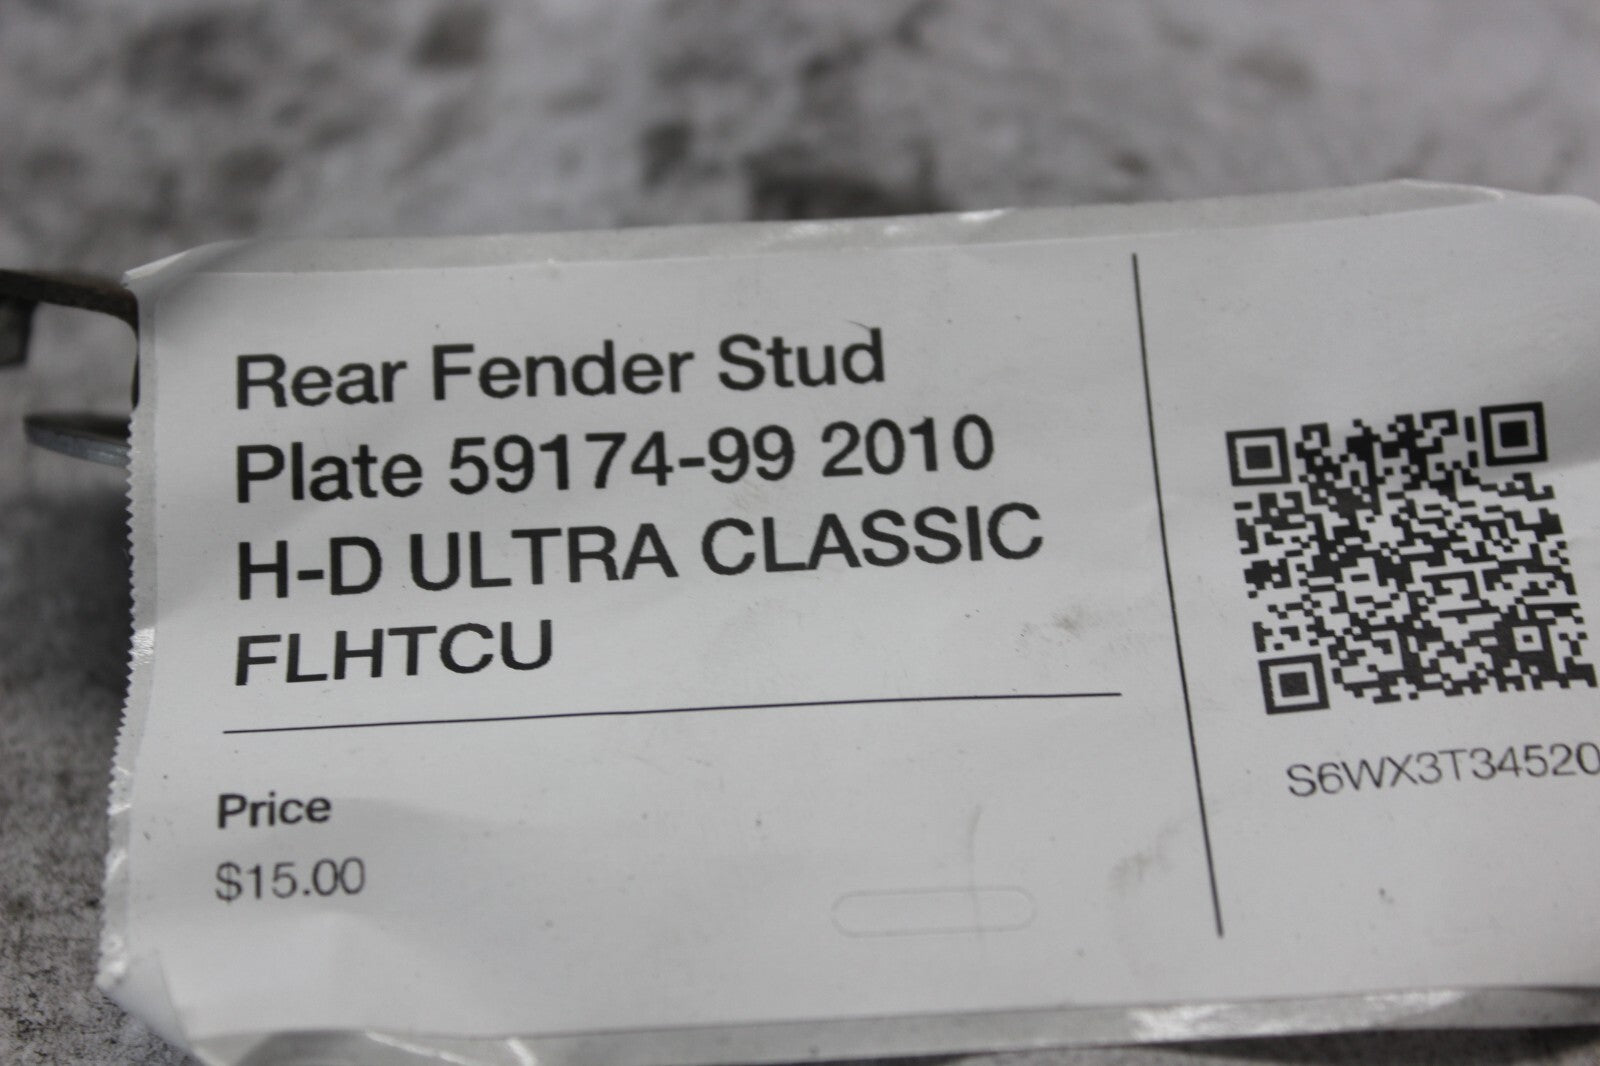 Rear Fender Stud
Plate 59174-99 2010
H-D ULTRA CLASSIC
FLHTCU
Price
$15.00
S6WX3T34520